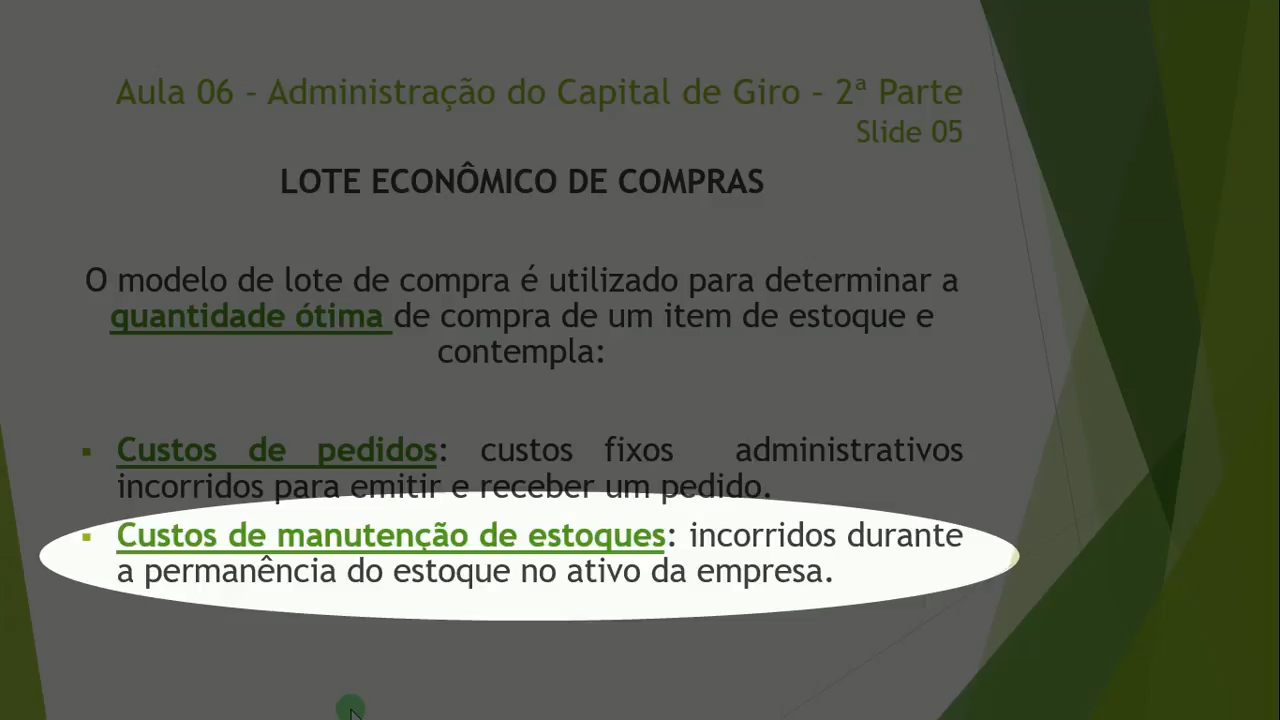 Aula 06 – Administração do Capital de Giro – 2ª Parte
Slide 05
LOTE ECONÔMICO DE COMPRAS
O modelo de lote de compra é utilizado para determinar a
quantidade ótima de compra de um item de estoque e
contempla:
▪ Custos de pedidos: custos fixos administrativos
incorridos para emitir e receber um pedido.
▪ Custos de manutenção de estoques: incorridos durante
a permanência do estoque no ativo da empresa.